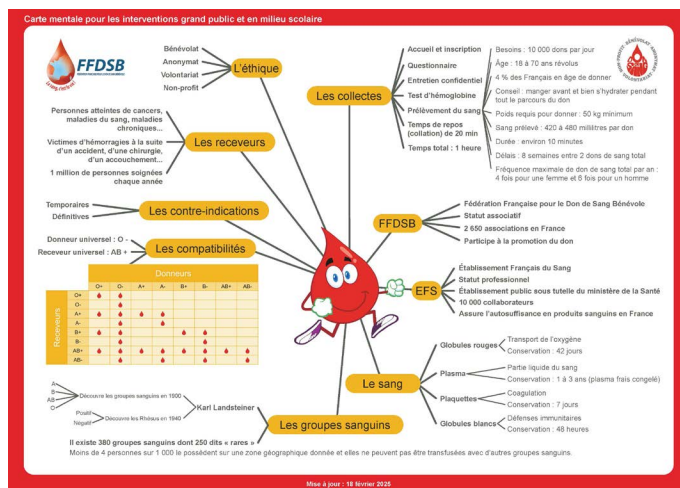 Carte mentale pour les interventions grand public et en milieu scolaire
FFDSB
Bénévolat
Anonymat
Volontariat
Non-profit
L'éthique
Personnes atteintes de cancers,
maladies du sang, maladies
chroniques...
Victimes d'hémorragies à la suite
d'un accident, d'une chirurgie,
d'un accouchement...
1 million de personnes soignées
chaque année
Les receveurs
Temporaires
Définitives
Les contre-indications
Donneur universel : O -
Receveur universel : AB +
Les compatibilités
Donneurs
O+ O- A+ A- B+ B- AB+ AB-
Receveurs
O+
O-
A+
A-
B+
B-
AB+
AB-
A
B
AB
O
Découvre les groupes sanguins en 1900
Positif
Négatif
Découvre les Rhésus en 1940
Karl Landsteiner
Les groupes sanguins
Il existe 380 groupes sanguins dont 250 dits « rares »
Moins de 4 personnes sur 1 000 le possèdent sur une zone géographique donnée et elles ne peuvent pas être transfusées avec d'autres groupes sanguins.
Les collectes
Accueil et inscription
Questionnaire
Entretien confidentiel
Test d'hémoglobine
Prélèvement du sang
Temps de repos
(collation) de 20 min
Temps total : 1 heure
Besoins : 10 000 dons par jour
Âge : 18 à 70 ans révolus
4 % des Français en âge de donner
Conseil : manger avant et bien s'hydrater pendant
tout le parcours du don
Poids requis pour donner : 50 kg minimum
Sang prélevé : 420 à 480 millilitres par don
Durée : environ 10 minutes
Délais : 8 semaines entre 2 dons de sang total
Fréquence maximale de don de sang total par an :
4 fois pour une femme et 6 fois pour un homme
FFDSB
Fédération Française pour le Don de Sang Bénévole
Statut associatif
2 650 associations en France
Participe à la promotion du don
EFS
Établissement Français du Sang
Statut professionnel
Établissement public sous tutelle du ministère de la Santé
10 000 collaborateurs
Assure l'autosuffisance en produits sanguins en France
Le sang
Globules rouges
Transport de l'oxygène
Conservation : 42 jours
Plasma
Partie liquide du sang
Conservation : 1 à 3 ans (plasma frais congelé)
Plaquettes
Coagulation
Conservation : 7 jours
Globules blancs
Défenses immunitaires
Conservation : 48 heures
Mise à jour : 18 février 2025